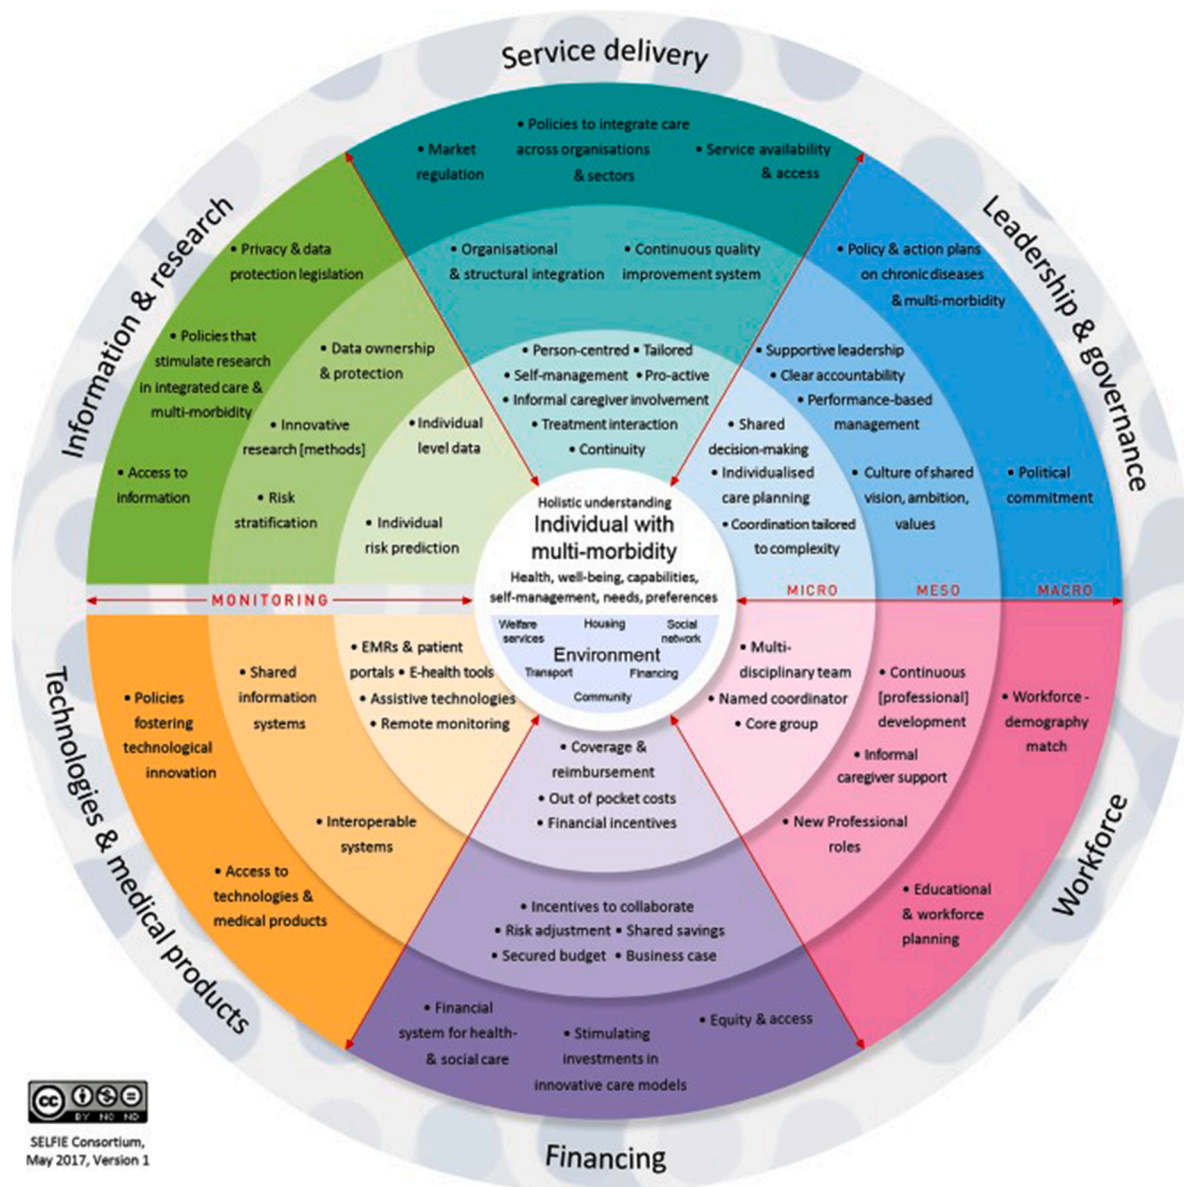 Service delivery
• Market
regulation
• Policies to integrate care
across organisations
& sectors
• Service availability
& access
• Organisational
& structural integration
• Continuous quality
improvement system
• Person-centred • Tailored
• Self-management • Pro-active
• Informal caregiver involvement
• Treatment interaction
• Continuity
Leadership & governance
• Policy & action plans
on chronic diseases
& multi-morbidity
• Political
commitment
• Supportive leadership
• Clear accountability
• Performance-based
management
• Culture of shared
vision, ambition,
values
• Shared
decision-making
• Individualised
care planning
• Coordination tailored
to complexity
MICRO
MESO
MACRO
Workforce
• Multi-
disciplinary team
• Named coordinator
• Core group
• Continuous
[professional]
development
• Informal
caregiver support
• New Professional
roles
• Workforce -
demography
match
• Educational
& workforce
planning
Financing
• Coverage &
reimbursement
• Out of pocket costs
• Financial incentives
• Incentives to collaborate
• Risk adjustment • Shared savings
• Secured budget • Business case
• Financial
system for health-
& social care
• Stimulating
investments in
innovative care models
• Equity & access
Technologies & medical products
• EMRs & patient
portals • E-health tools
• Assistive technologies
• Remote monitoring
• Shared
information
systems
• Interoperable
systems
• Policies
fostering
technological
innovation
• Access to
technologies &
medical products
MONITORING
Information & research
• Privacy & data
protection legislation
• Policies that
stimulate research
in integrated care &
multi-morbidity
• Access to
information
• Data ownership
& protection
• Innovative
research [methods]
• Risk
stratification
• Individual
level data
• Individual
risk prediction
Holistic understanding
Individual with
multi-morbidity
Health, well-being, capabilities,
self-management, needs, preferences
Welfare
services
Housing
Social
network
Environment
Transport
Financing
Community
cc
BY NC ND
SELFIE Consortium,
May 2017, Version 1